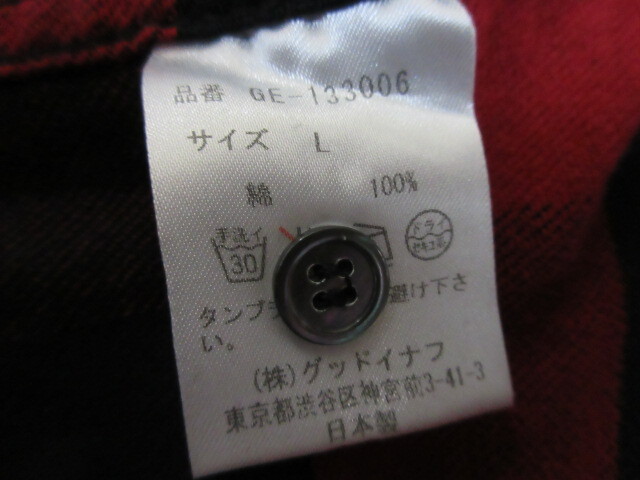 品番 GE-133006
サイズ L
綿 100%
手洗イ 30 ドライ セキユ系
タンブ 避け下さ
い。
(株)グッドイナフ
東京都渋谷区神宮前3-41-3
日本製